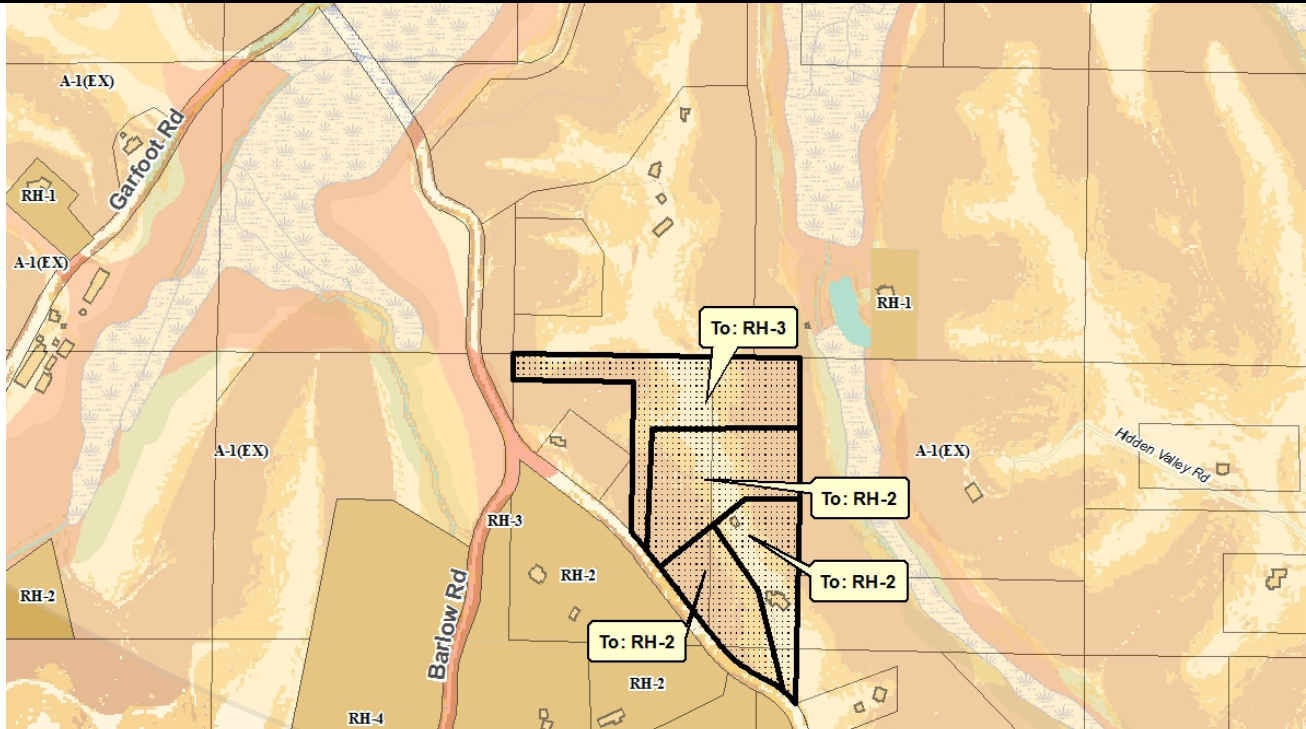 A-1(EX)
Garfoot Rd
RH-1
A-1(EX)
RH-1
To: RH-3
A-1(EX)
A-1(EX)
Hidden Valley Rd
To: RH-2
RH-3
RH-2
To: RH-2
RH-2
Barlow Rd
To: RH-2
RH-2
RH-4